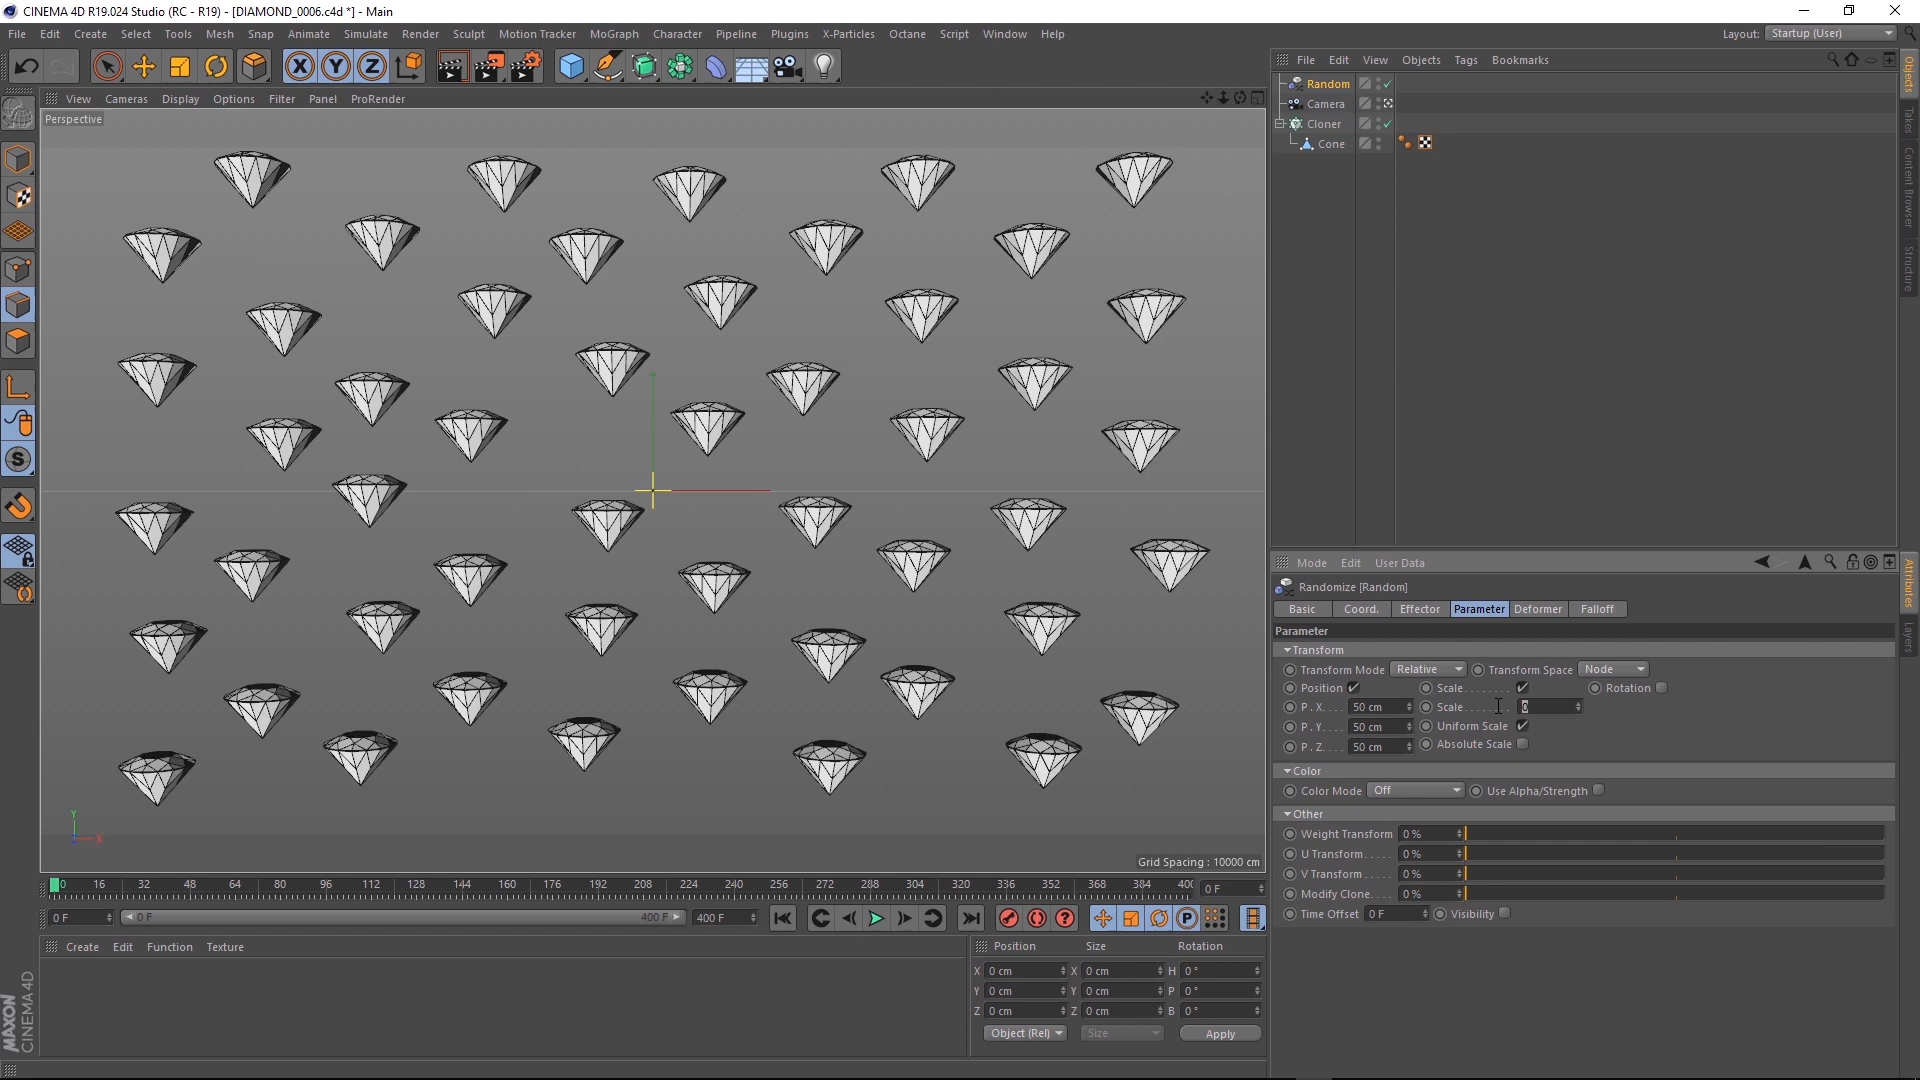 CINEMA 4D R19.024 Studio (RC - R19) - [DIAMOND_0006.c4d *] - Main
File Edit Create Select Tools Mesh Snap Animate Simulate Render Sculpt Motion Tracker MoGraph Character Pipeline Plugins X-Particles Octane Script Window Help Layout: Startup (User)
X Y Z
File Edit View Objects Tags Bookmarks
View Cameras Display Options Filter Panel ProRender
Perspective
Random
Camera
Cloner
Cone
Objects
Takes
Content Browser
Structure
Mode Edit User Data
Attributes
Layers
Randomize [Random]
Basic Coord. Effector Parameter Deformer Falloff
Parameter
Transform
Transform Mode Relative Transform Space Node
Position Scale........ Rotation
P . X.... 50 cm Scale........ 0
P . Y.... 50 cm Uniform Scale
P . Z.... 50 cm Absolute Scale
Color
Color Mode Off Use Alpha/Strength
Other
Weight Transform 0 %
U Transform..... 0 %
V Transform..... 0 %
Modify Clone.... 0 %
Time Offset 0 F Visibility
S
Y
X
Z
Grid Spacing : 10000 cm
0 16 32 48 64 80 96 112 128 144 160 176 192 208 224 240 256 272 288 304 320 336 352 368 384 400 0 F
0 F 0 F 400 F 400 F
? P
Create Edit Function Texture
Position Size Rotation
X 0 cm X 0 cm H 0 °
Y 0 cm Y 0 cm P 0 °
Z 0 cm Z 0 cm B 0 °
Object (Rel) Size Apply
MAXON
CINEMA 4D